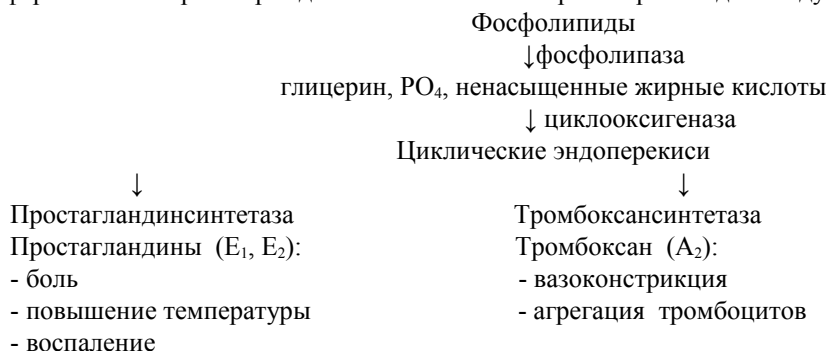 Фосфолипиды
↓фосфолипаза
глицерин, PO₄, ненасыщенные жирные кислоты
↓ циклооксигеназа
Циклические эндоперекиси
↓ ↓
Простагландинсинтетаза Тромбоксансинтетаза
Простагландины (E₁, E₂): Тромбоксан (A₂):
- боль - вазоконстрикция
- повышение температуры - агрегация тромбоцитов
- воспаление